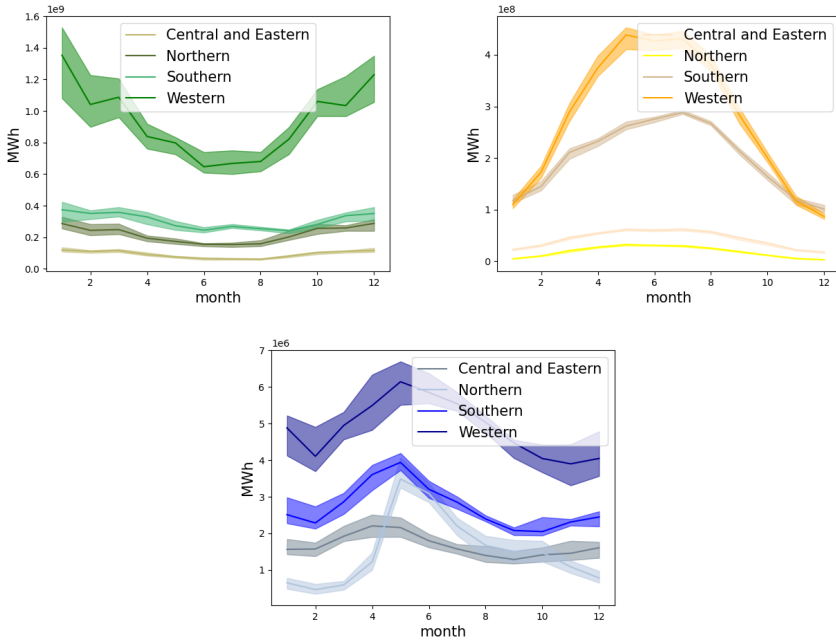 1e9
1.6
1.4
1.2
1.0
0.8
0.6
0.4
0.2
0.0
MWh
Central and Eastern
Northern
Southern
Western
2 4 6 8 10 12
month
1e8
4
3
2
1
0
MWh
Central and Eastern
Northern
Southern
Western
2 4 6 8 10 12
month
1e6
7
6
5
4
3
2
1
MWh
Central and Eastern
Northern
Southern
Western
2 4 6 8 10 12
month